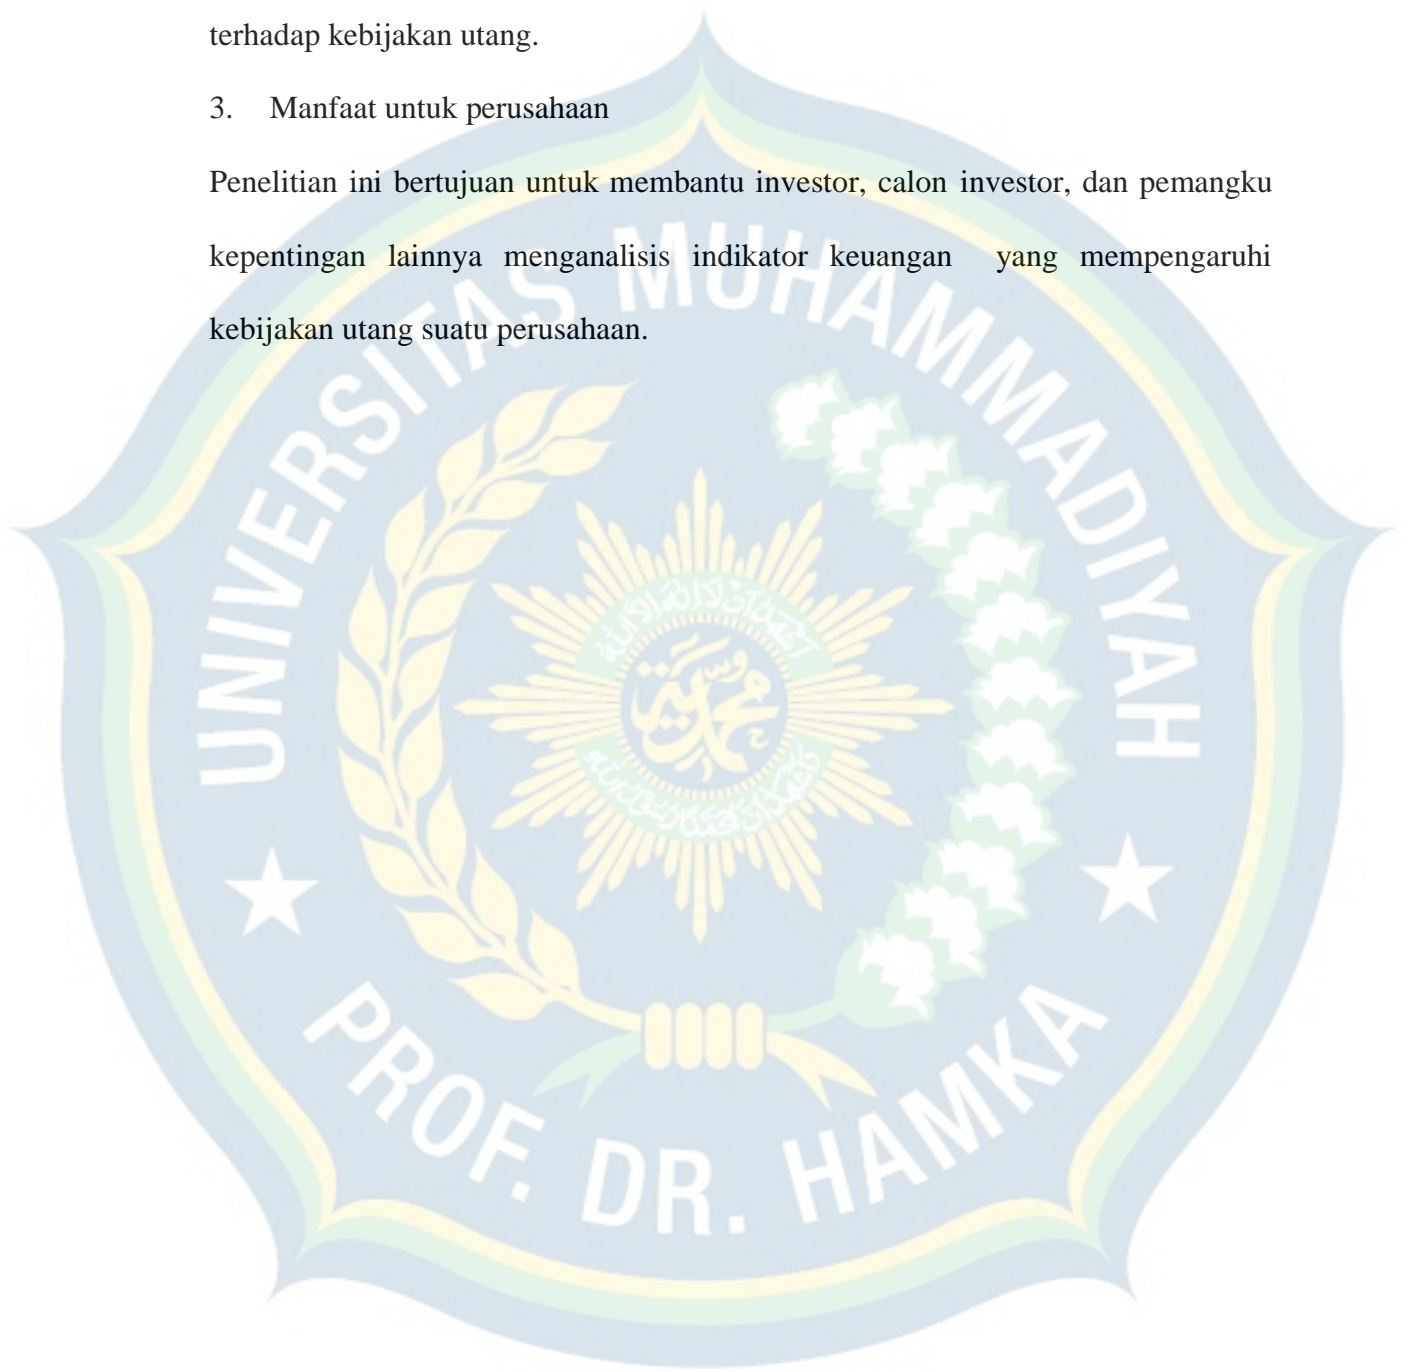 terhadap kebijakan utang.
3. Manfaat untuk perusahaan
Penelitian ini bertujuan untuk membantu investor, calon investor, dan pemangku
kepentingan lainnya menganalisis indikator keuangan yang mempengaruhi
kebijakan utang suatu perusahaan.
UNIVERSITAS MUHAMMADIYAH
محمدية
PROF. DR. HAMKA